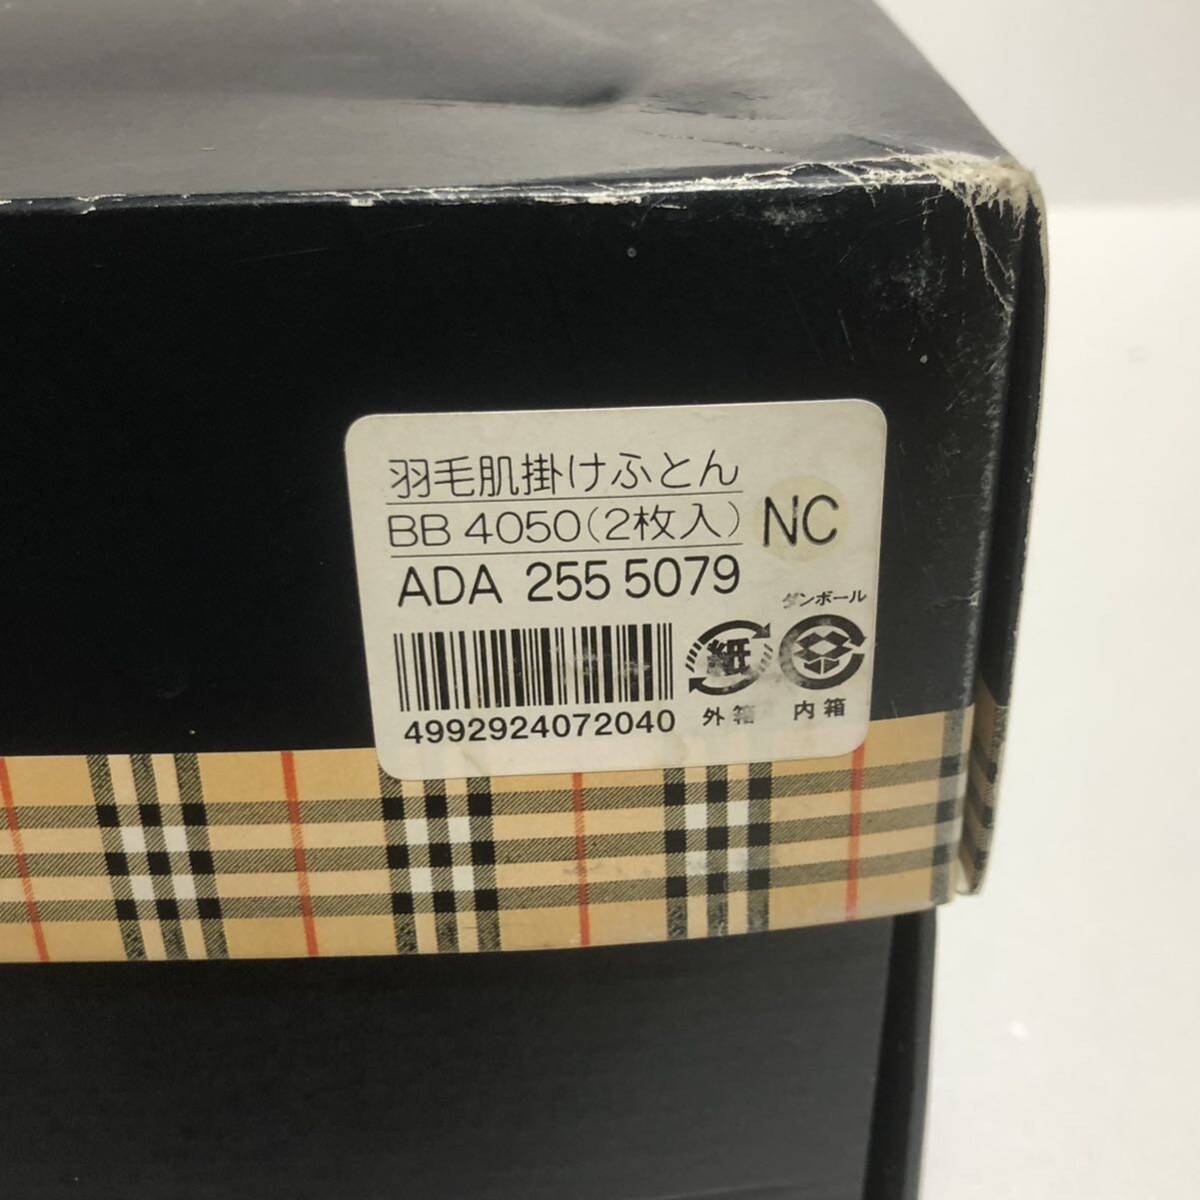 羽毛肌掛けふとん
BB 4050(2枚入)
NC
ADA 255 5079
ダンボール
紙
4992924072040
外箱
内箱